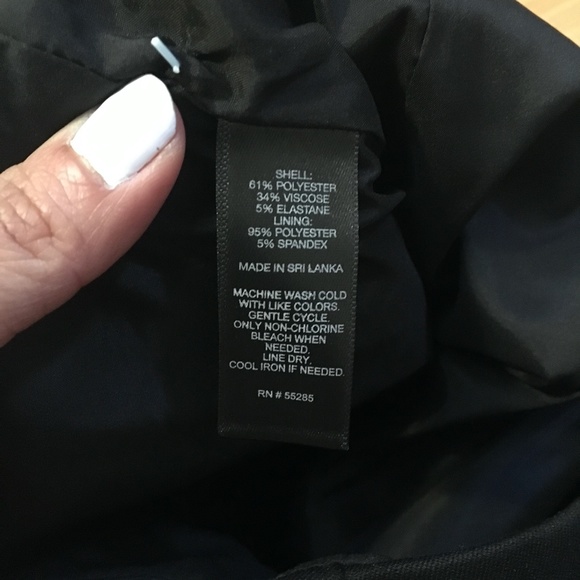 SHELL:
61% POLYESTER
34% VISCOSE
5% ELASTANE
LINING:
95% POLYESTER
5% SPANDEX
MADE IN SRI LANKA
MACHINE WASH COLD
WITH LIKE COLORS.
GENTLE CYCLE.
ONLY NON-CHLORINE
BLEACH WHEN
NEEDED.
LINE DRY.
COOL IRON IF NEEDED.
RN # 55285